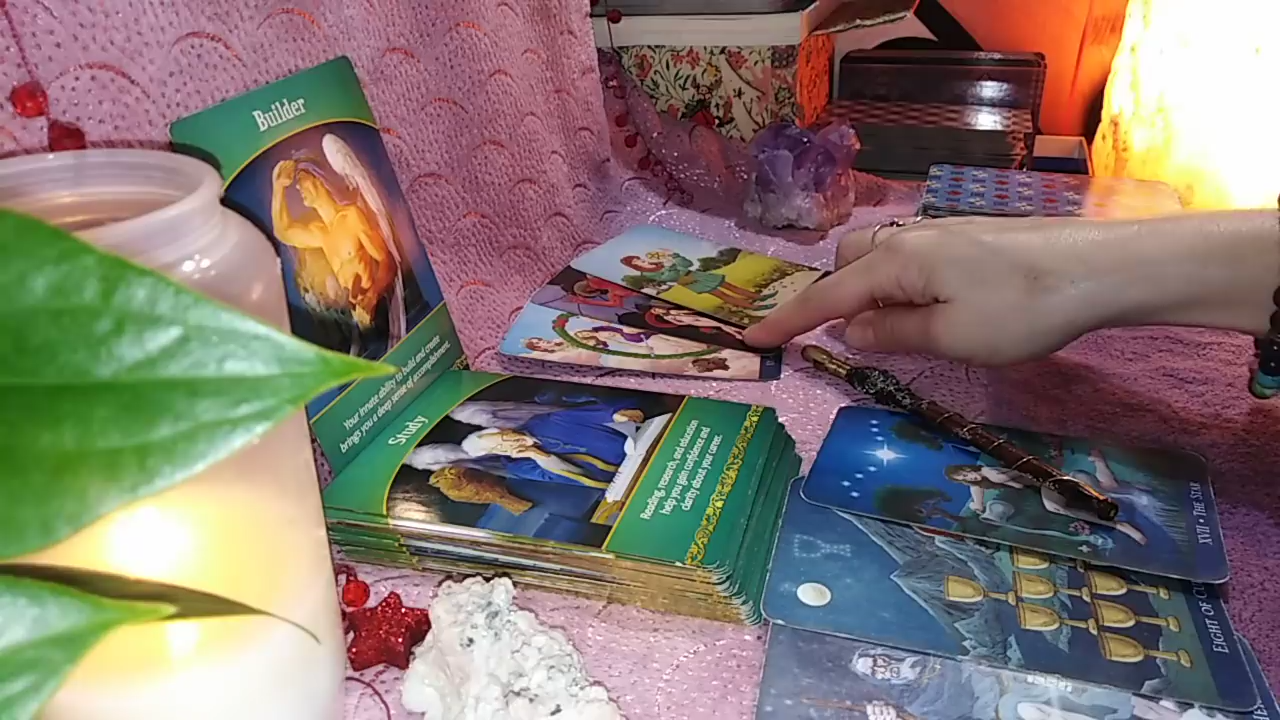 Builder
Your innate ability to build and create
brings you a deep sense of accomplishment.
Study
Reading, research, and education
help you gain confidence and
clarity about your career.
XVII • THE STAR
EIGHT OF